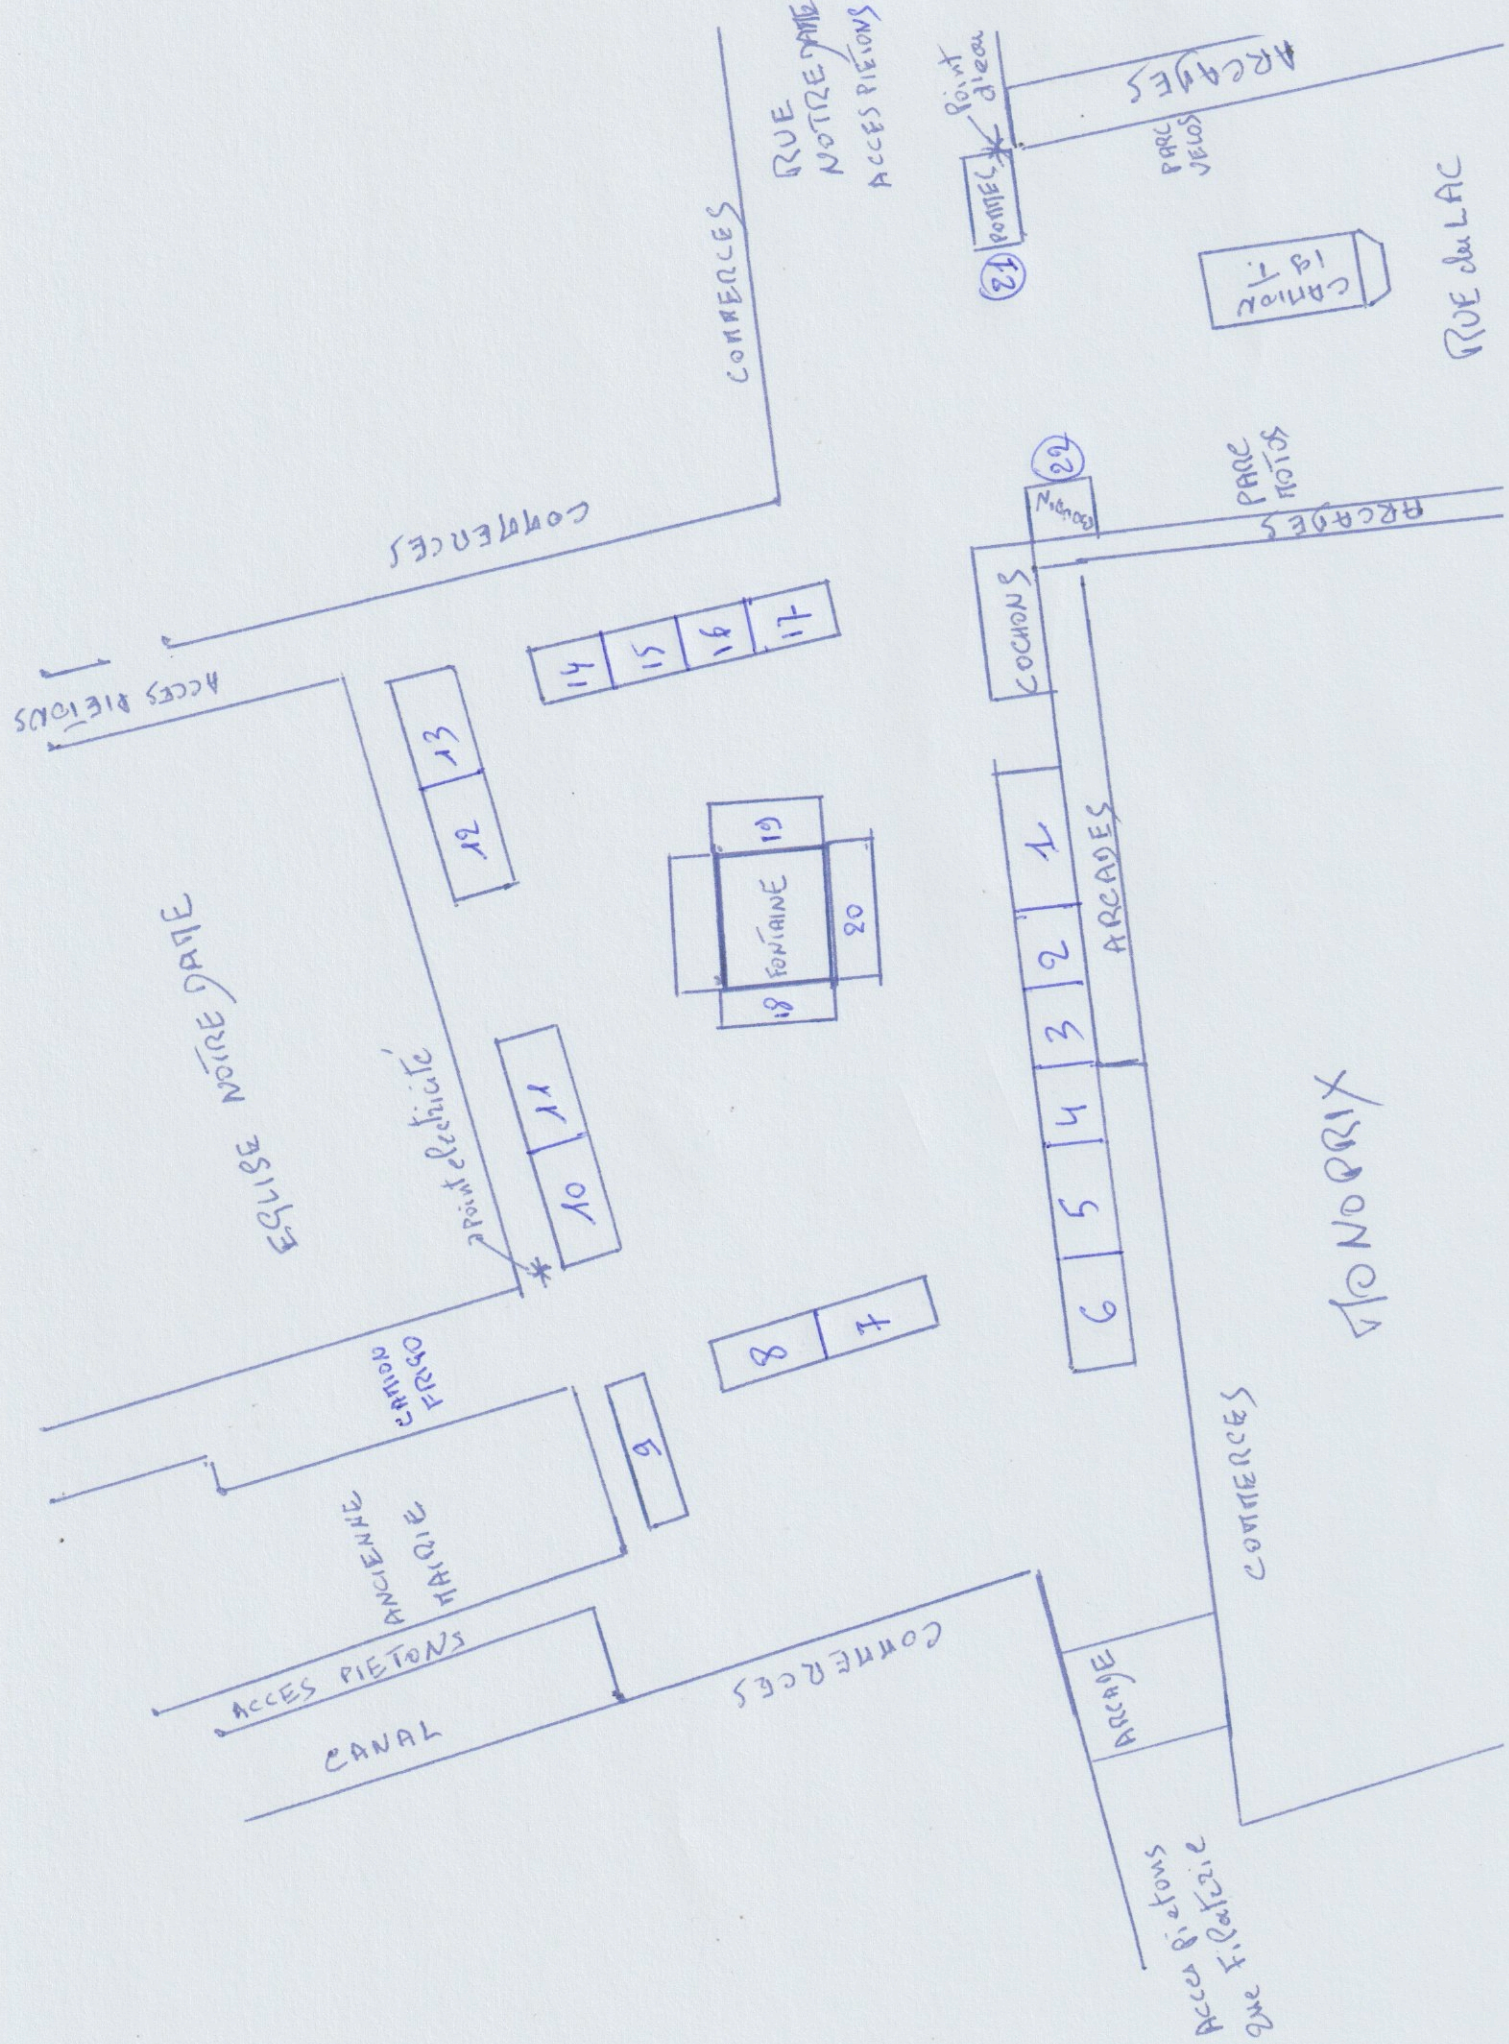 ACCES PIETONS
EGLISE NOTRE DAME
point electricité
CAMION
FRIGO
ANCIENNE
MAIRIE
ACCES PIETONS
CANAL
COMMERCES
COMMERCES
RUE
NOTRE DAME
ACCES PIETONS
9
8
7
10
11
12
13
14
15
16
17
18
FONTAINE
19
20
6
5
4
3
2
1
COCHONS
BOUDIN
22
21
POMMES
Point
d'eau
ARCADES
PARC
VELOS
CAMION
RUE du LAC
PARC
MOTOS
ARCADES
ARCADES
MONOPRIX
COMMERCES
COMMERCES
ARCADE
Acces Pietons
Rue Filaterie